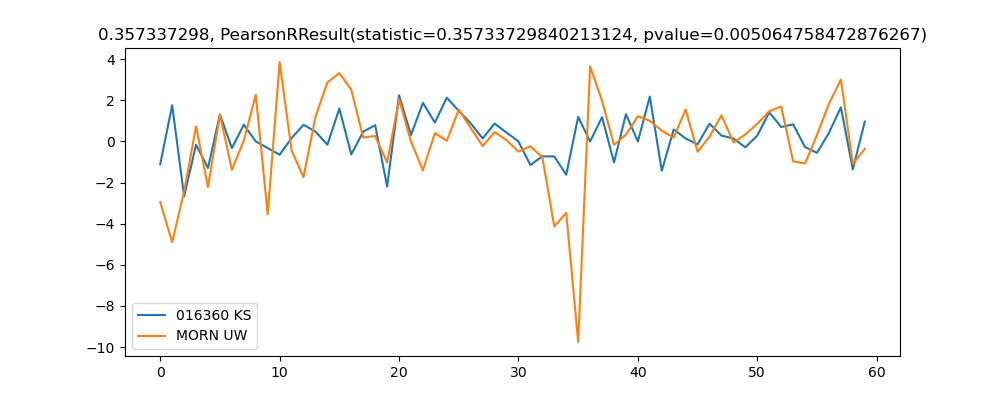 0.357337298, PearsonRResult(statistic=0.35733729840213124, pvalue=0.005064758472876267)
4
2
0
−2
−4
−6
−8
−10
016360 KS
MORN UW
0 10 20 30 40 50 60